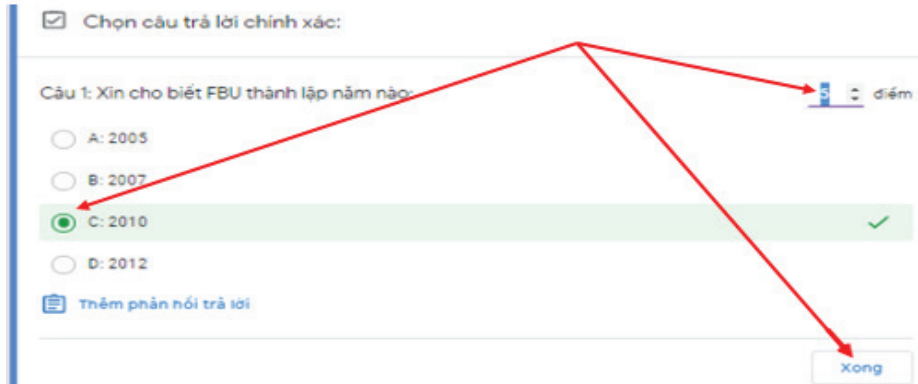 Chọn câu trả lời chính xác:
Câu 1: Xin cho biết FBU thành lập năm nào:
5 điểm
A: 2005
B: 2007
C: 2010
D: 2012
Thêm phản hồi trả lời
Xong